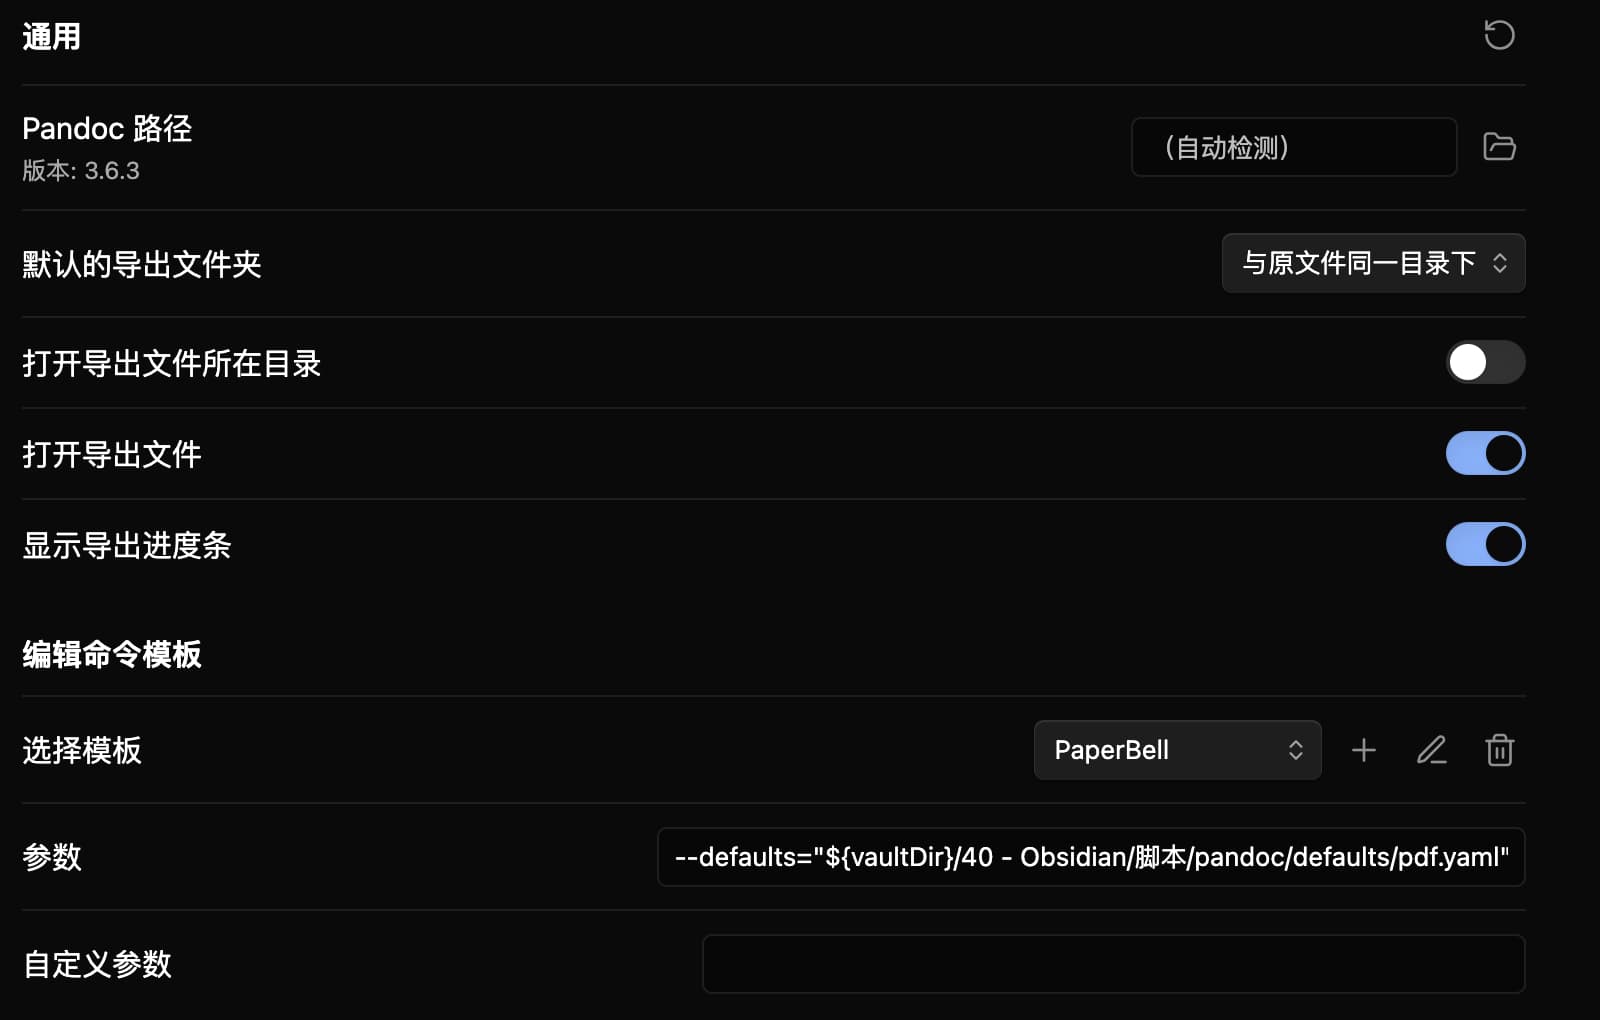 通用
Pandoc 路径
版本: 3.6.3
（自动检测）
默认的导出文件夹
与原文件同一目录下
打开导出文件所在目录
打开导出文件
显示导出进度条
编辑命令模板
选择模板
PaperBell
参数
--defaults="${vaultDir}/40 - Obsidian/脚本/pandoc/defaults/pdf.yaml"
自定义参数